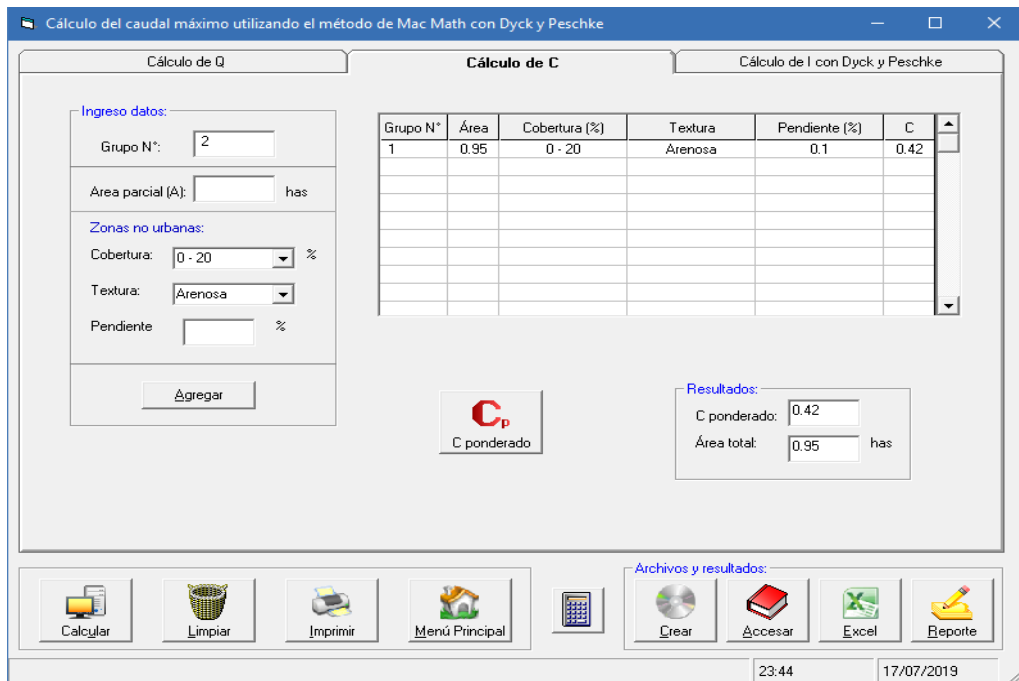 Cálculo del caudal máximo utilizando el método de Mac Math con Dyck y Peschke
Cálculo de Q
Cálculo de C
Cálculo de I con Dyck y Peschke
Ingreso datos:
Grupo N°: 2
Area parcial (A): has
Zonas no urbanas:
Cobertura: 0 - 20 %
Textura: Arenosa
Pendiente %
Agregar
Grupo N° Área Cobertura (%) Textura Pendiente (%) C
1 0.95 0 - 20 Arenosa 0.1 0.42
Cp
C ponderado
Resultados:
C ponderado: 0.42
Área total: 0.95 has
Calcular
Limpiar
Imprimir
Menú Principal
Archivos y resultados:
Crear
Accesar
Excel
Reporte
23:44
17/07/2019